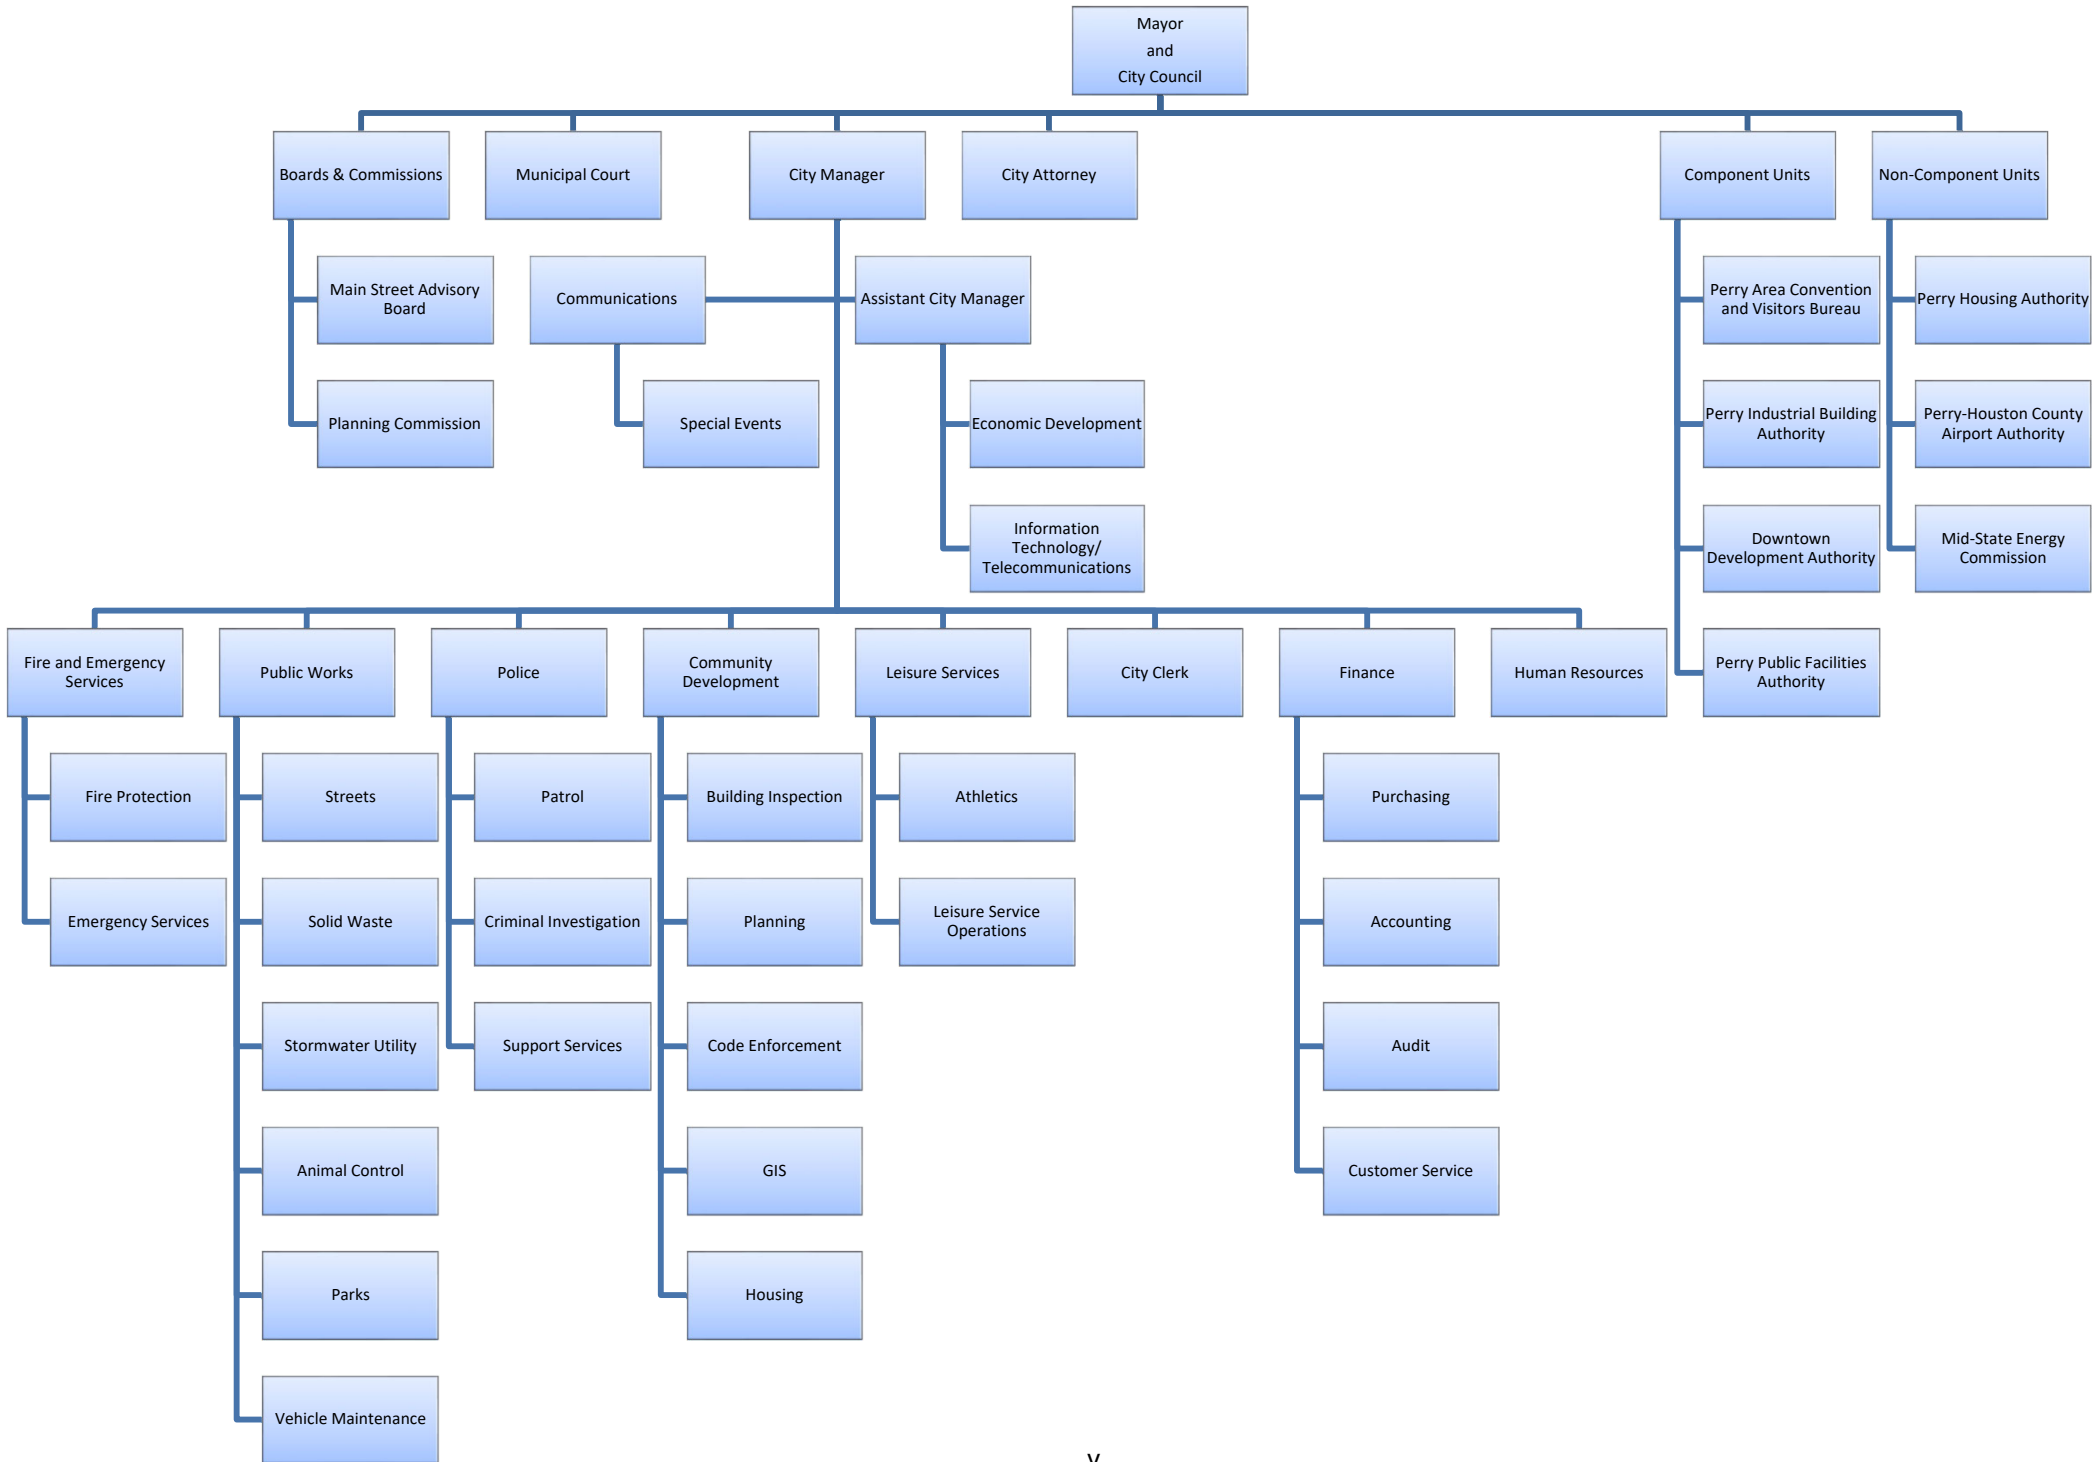 Mayor
and
City Council
Boards & Commissions
Municipal Court
City Manager
City Attorney
Component Units
Non-Component Units
Main Street Advisory
Board
Communications
Assistant City Manager
Perry Area Convention
and Visitors Bureau
Perry Housing Authority
Planning Commission
Special Events
Economic Development
Perry Industrial Building
Authority
Perry-Houston County
Airport Authority
Information
Technology/
Telecommunications
Downtown
Development Authority
Mid-State Energy
Commission
Fire and Emergency
Services
Public Works
Police
Community
Development
Leisure Services
City Clerk
Finance
Human Resources
Perry Public Facilities
Authority
Fire Protection
Streets
Patrol
Building Inspection
Athletics
Purchasing
Emergency Services
Solid Waste
Criminal Investigation
Planning
Leisure Service
Operations
Accounting
Stormwater Utility
Support Services
Code Enforcement
Audit
Animal Control
GIS
Customer Service
Parks
Housing
Vehicle Maintenance
v